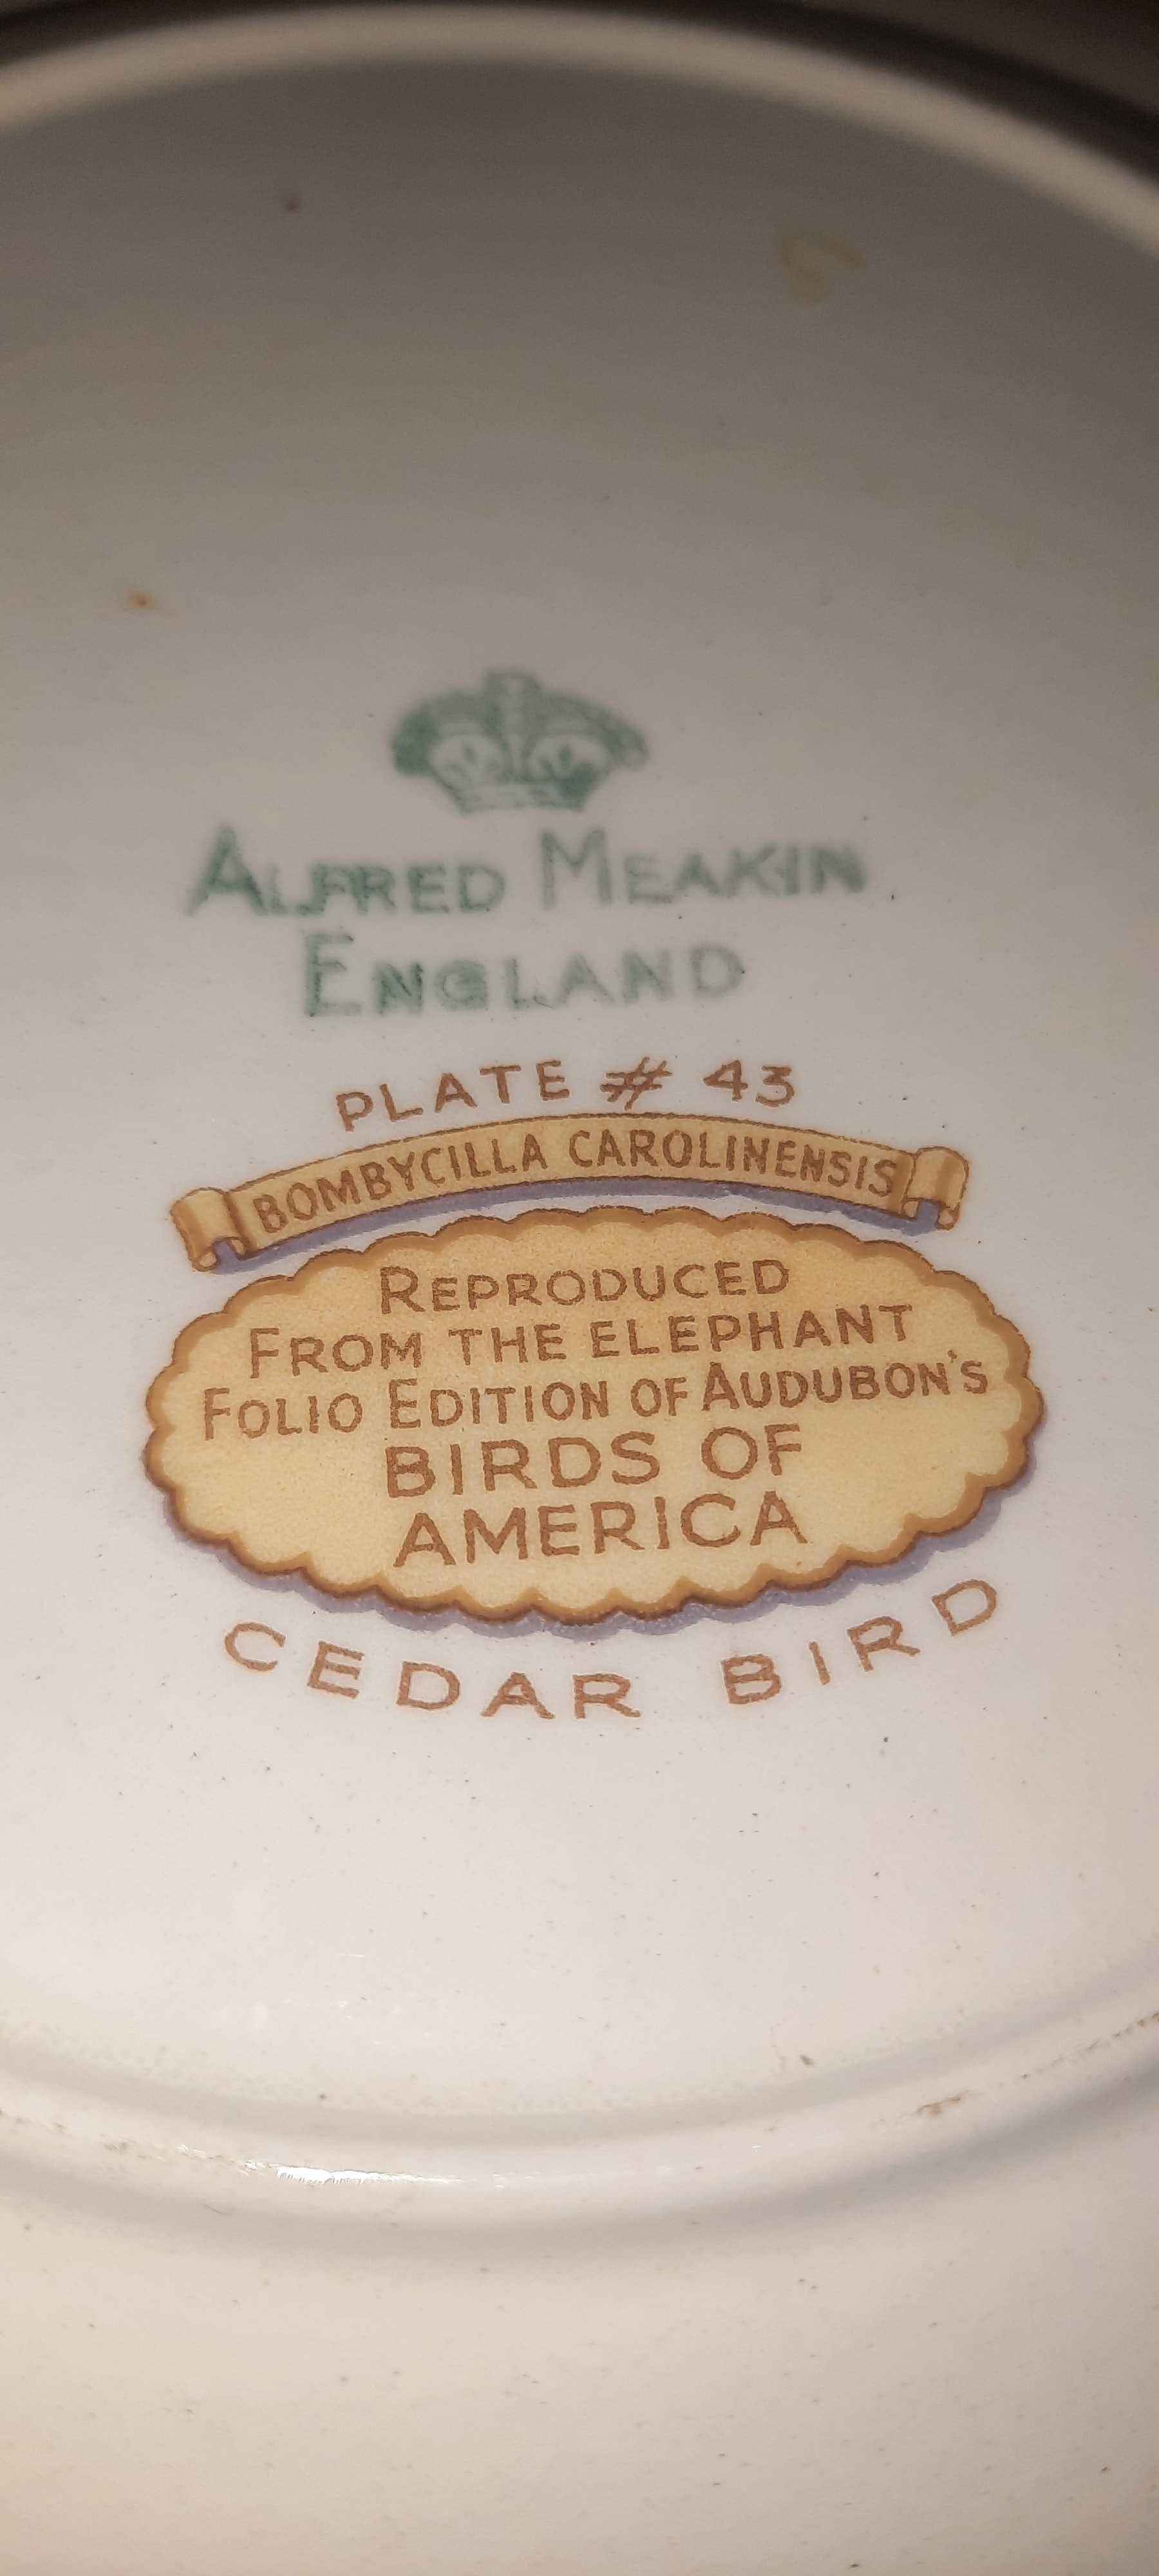 ALFRED MEAKIN
ENGLAND
PLATE # 43
BOMBYCILLA CAROLINENSIS
REPRODUCED
FROM THE ELEPHANT
FOLIO EDITION OF AUDUBON'S
BIRDS OF
AMERICA
CEDAR BIRD